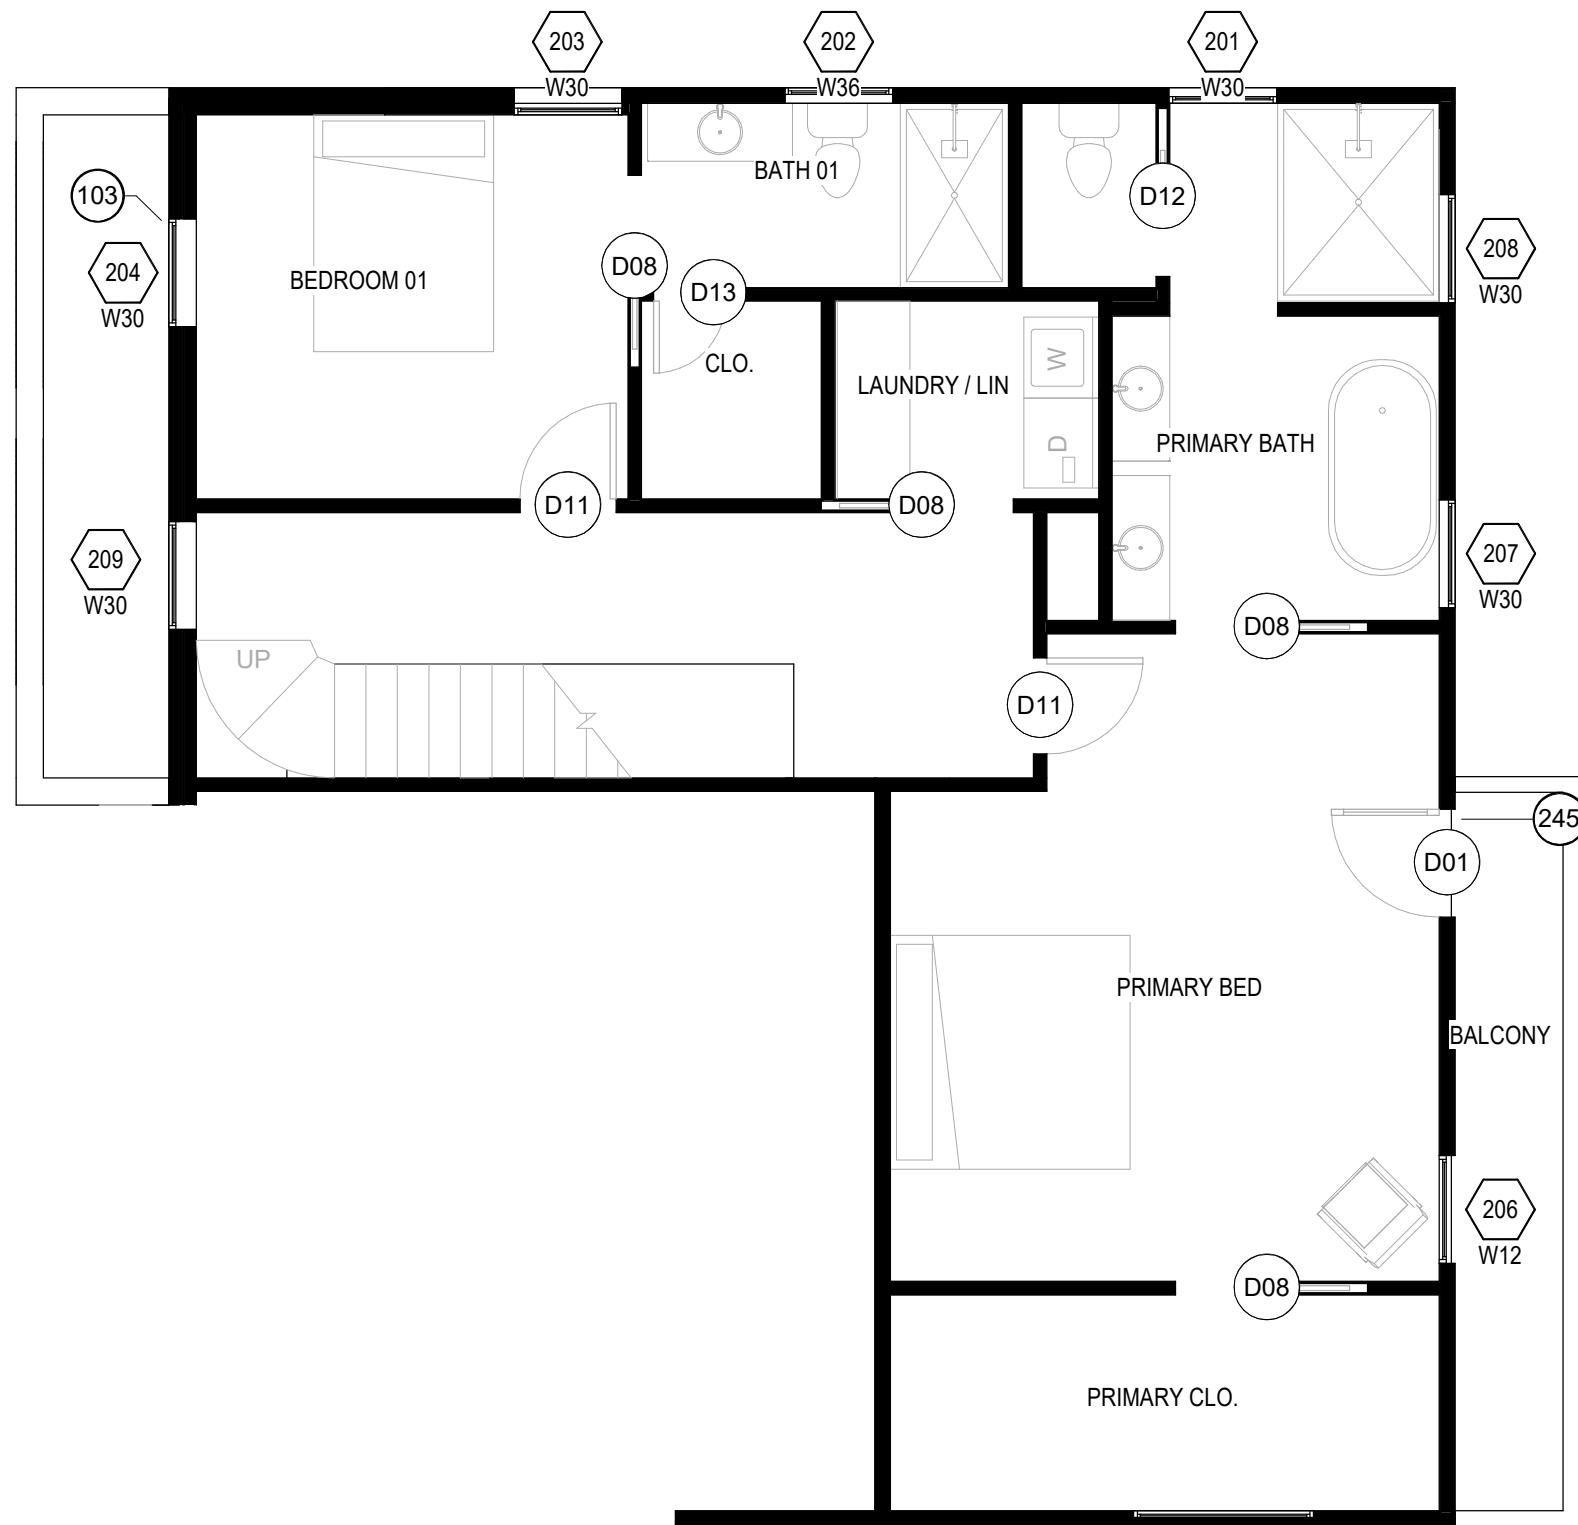 203
W30
202
W36
201
W30
103
204
W30
BEDROOM 01
BATH 01
D12
D08
D13
208
W30
CLO.
W
LAUNDRY / LIN
D
PRIMARY BATH
D11
D08
209
W30
207
W30
D08
UP
D11
245
D01
PRIMARY BED
BALCONY
206
W12
D08
PRIMARY CLO.